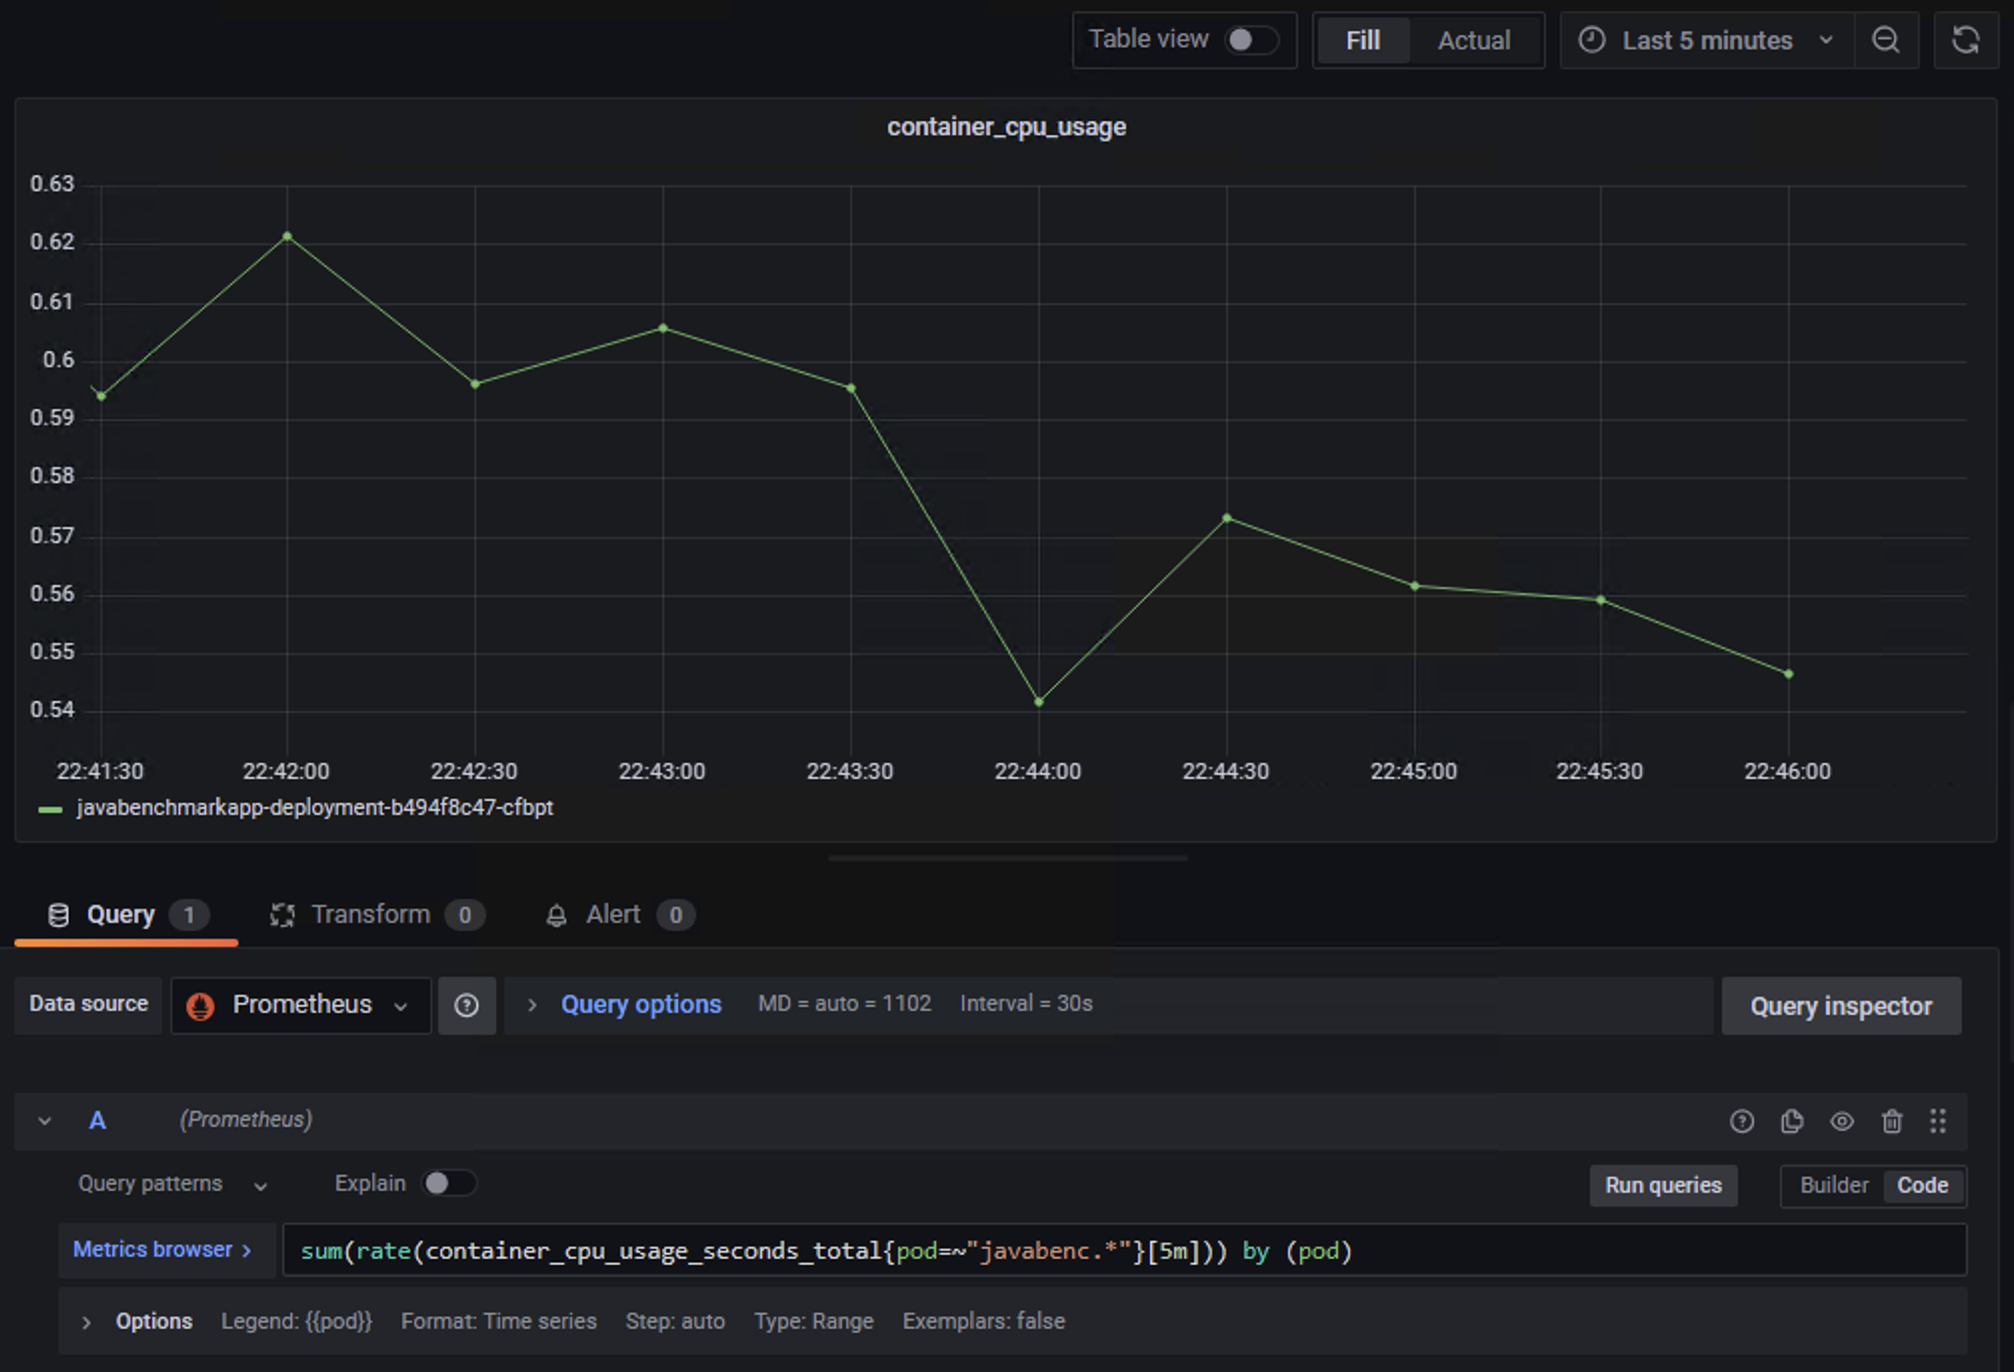 Table view Fill Actual Last 5 minutes
container_cpu_usage
0.63
0.62
0.61
0.6
0.59
0.58
0.57
0.56
0.55
0.54
22:41:30 22:42:00 22:42:30 22:43:00 22:43:30 22:44:00 22:44:30 22:45:00 22:45:30 22:46:00
javabenchmarkapp-deployment-b494f8c47-cfbpt
Query 1 Transform 0 Alert 0
Data source Prometheus Query options MD = auto = 1102 Interval = 30s Query inspector
A (Prometheus)
Query patterns Explain Run queries Builder Code
Metrics browser > sum(rate(container_cpu_usage_seconds_total{pod=~"javabenc.*"}[5m])) by (pod)
Options Legend: {{pod}} Format: Time series Step: auto Type: Range Exemplars: false